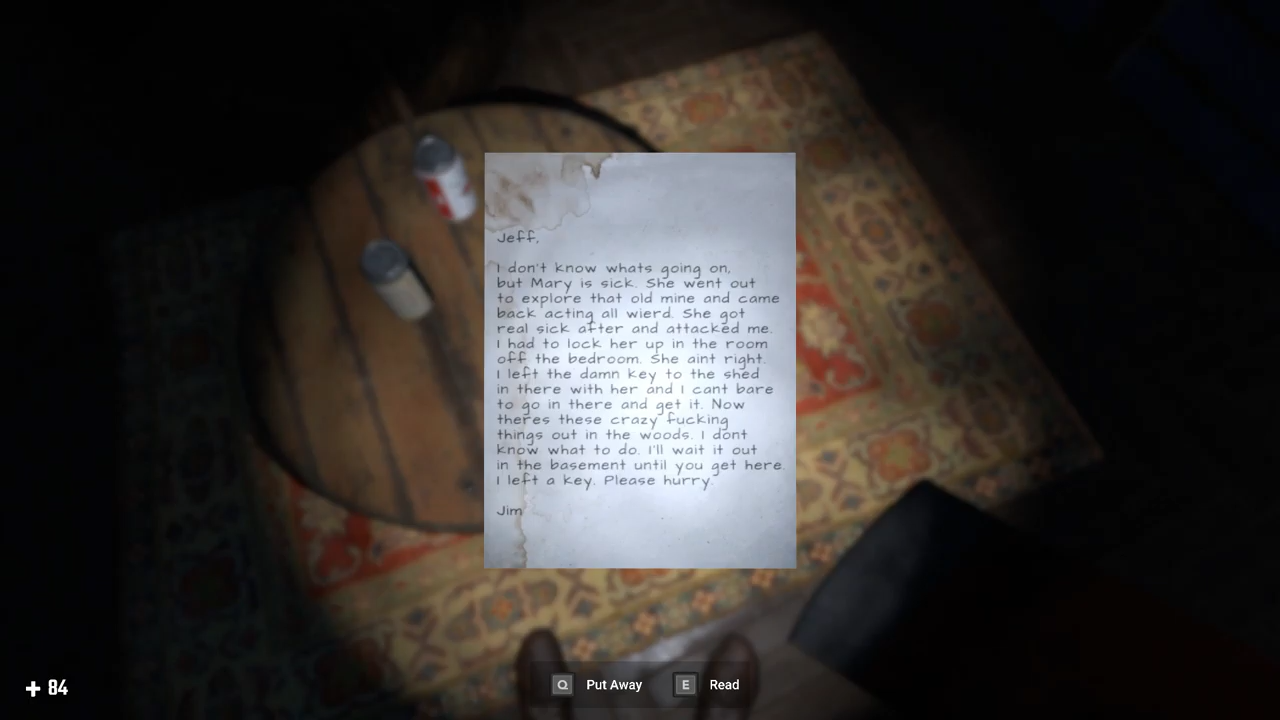 Jeff,
I don't know whats going on,
but Mary is sick. She went out
to explore that old mine and came
back acting all wierd. She got
real sick after and attacked me.
I had to lock her up in the room
off the bedroom. She aint right.
I left the damn key to the shed
in there with her and I cant bare
to go in there and get it. Now
theres these crazy fucking
things out in the woods. I dont
know what to do. I'll wait it out
in the basement until you get here.
I left a key. Please hurry.
Jim
+ 84
Q Put Away E Read